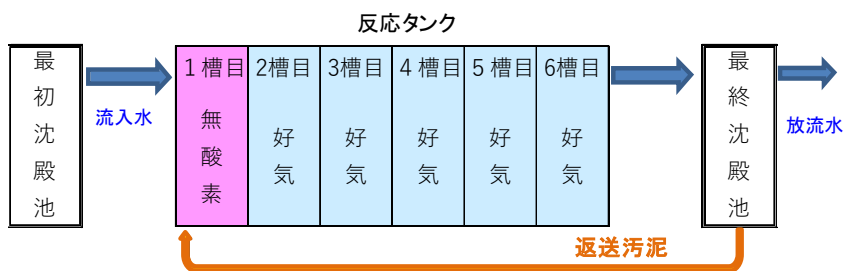 反応タンク
最初沈殿池
流入水
1槽目
無酸素
2槽目
好気
3槽目
好気
4槽目
好気
5槽目
好気
6槽目
好気
最終沈殿池
放流水
返送汚泥